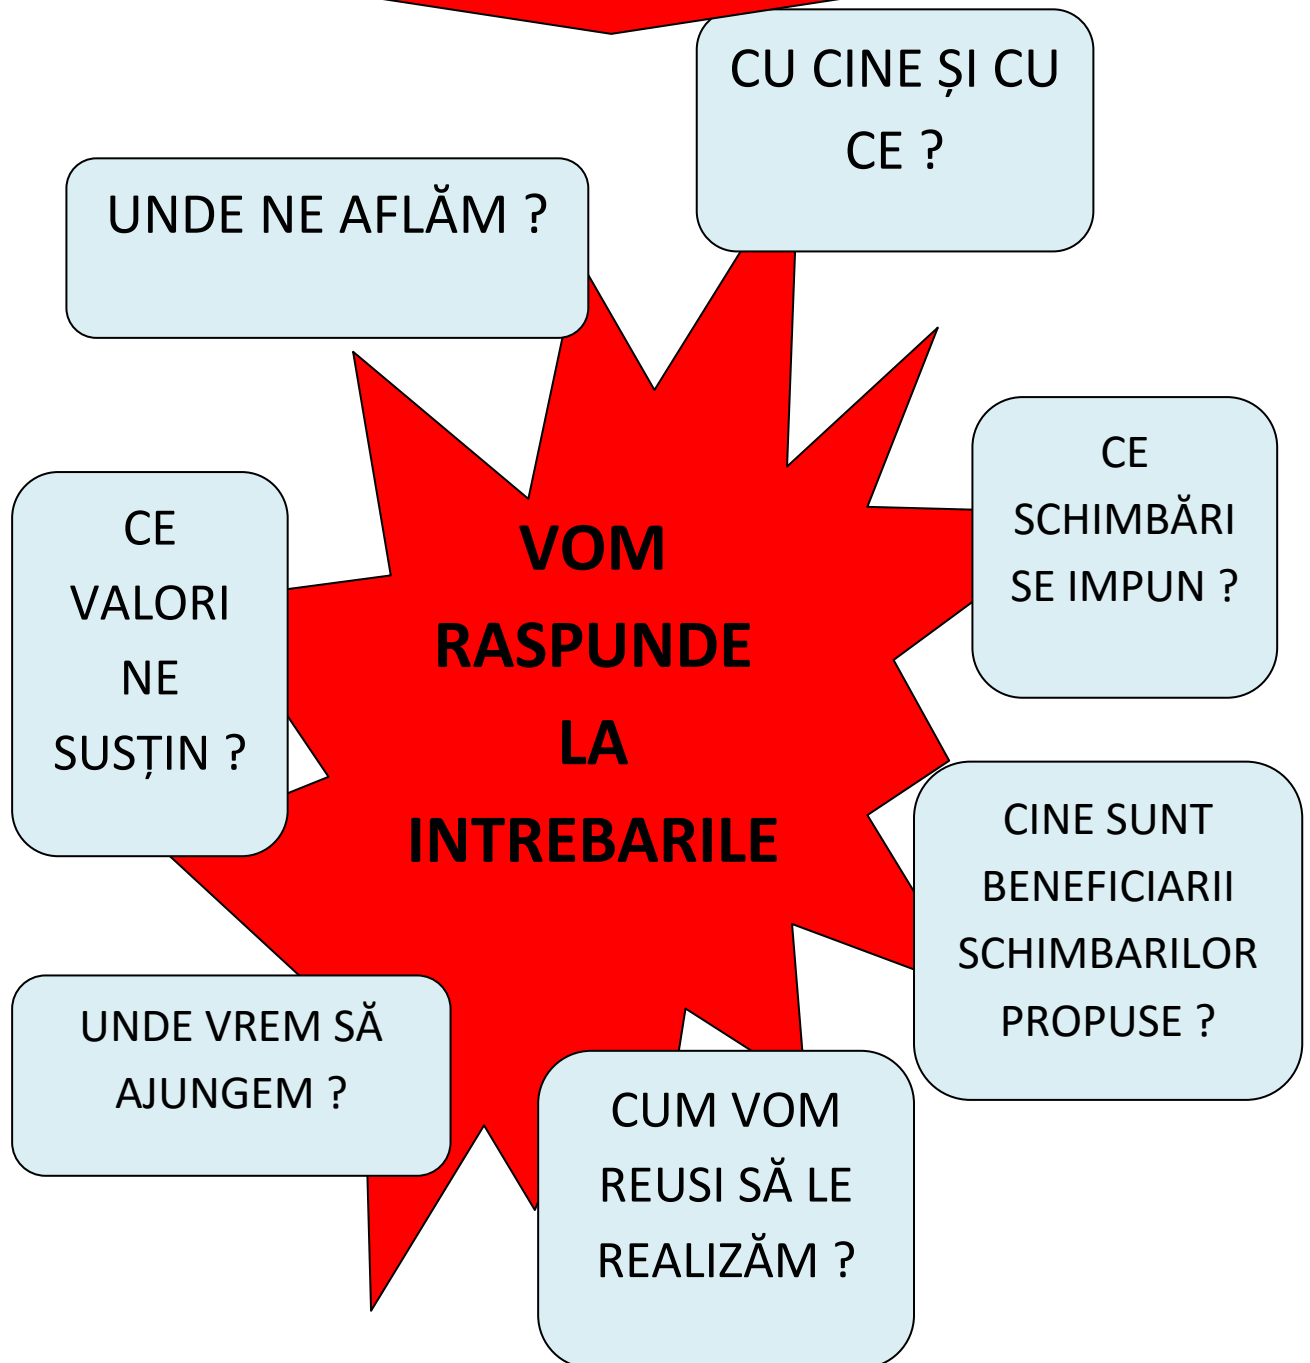 CU CINE ȘI CU
CE ?
UNDE NE AFLĂM ?
CE
SCHIMBĂRI
SE IMPUN ?
CE
VALORI
NE
SUSȚIN ?
VOM
RASPUNDE
LA
INTREBARILE
CINE SUNT
BENEFICIARII
SCHIMBARILOR
PROPUSE ?
UNDE VREM SĂ
AJUNGEM ?
CUM VOM
REUSI SĂ LE
REALIZĂM ?